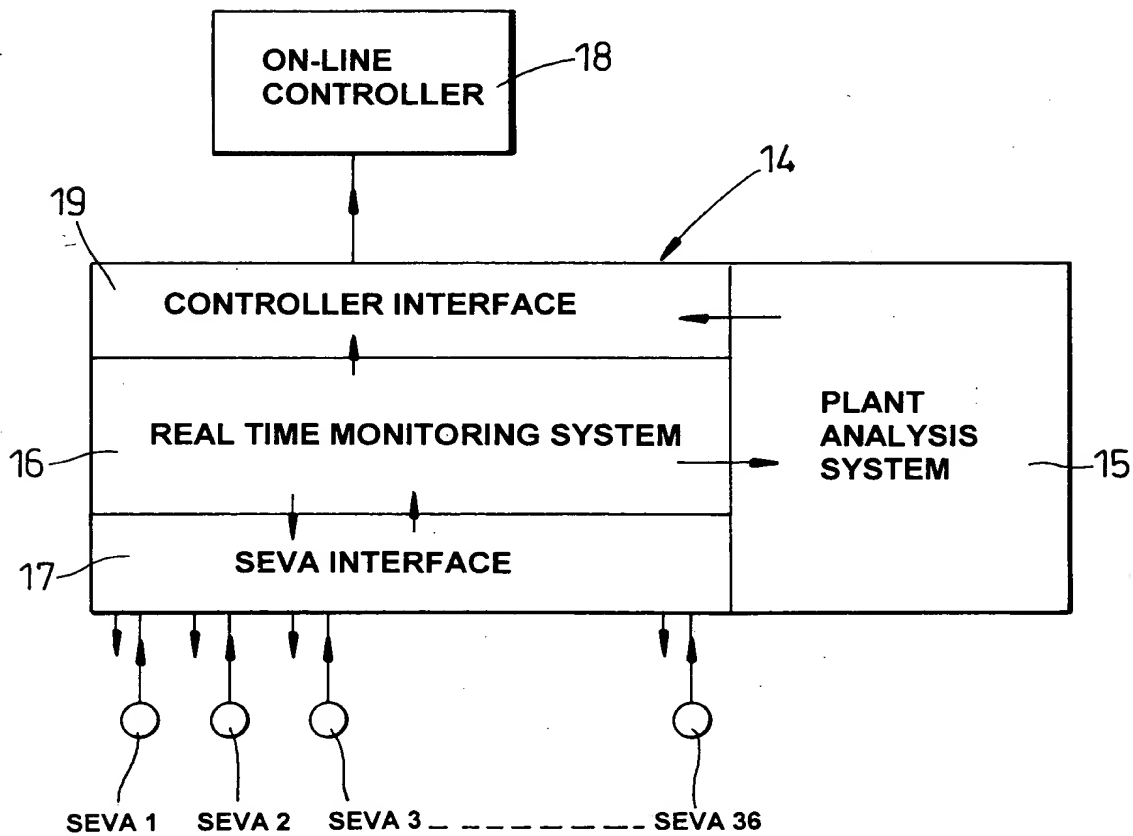 ON-LINE
CONTROLLER
18
14
19
CONTROLLER INTERFACE
PLANT
ANALYSIS
SYSTEM
REAL TIME MONITORING SYSTEM
16
15
SEVA INTERFACE
17
SEVA 1 SEVA 2 SEVA 3 _ _ _ _ _ _ _ SEVA 36